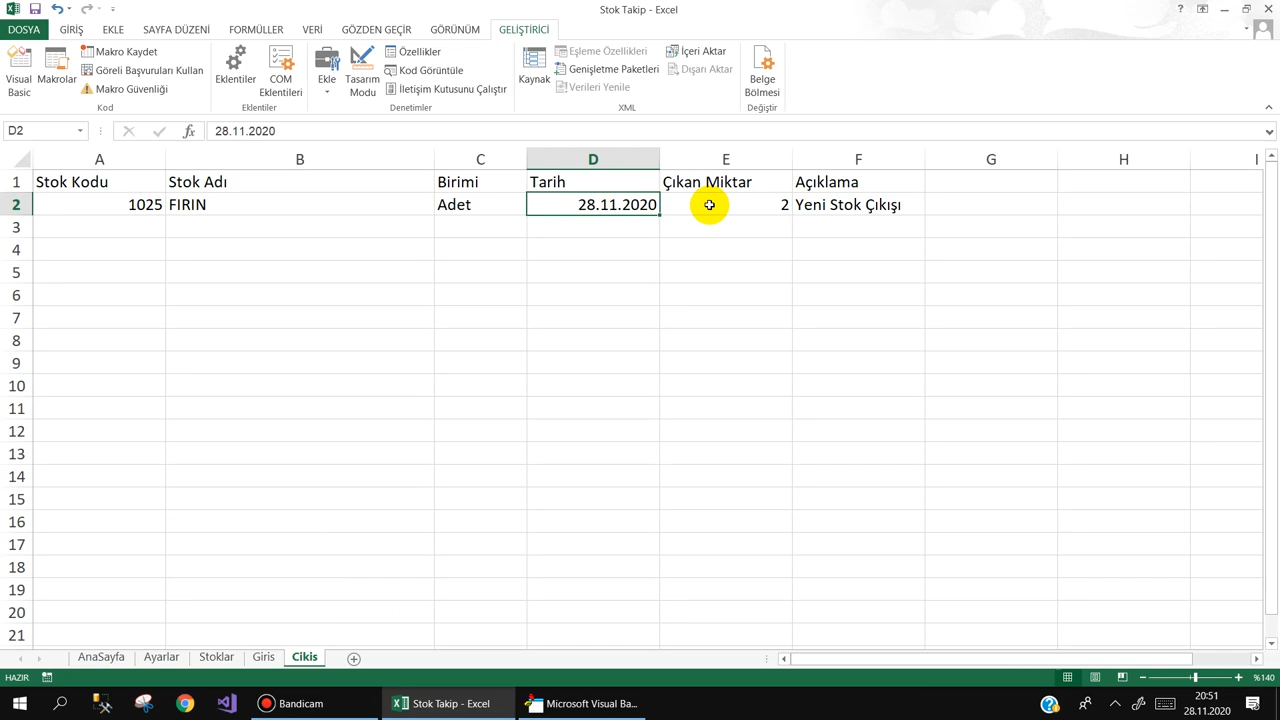 Stok Takip - Excel
DOSYA GİRİŞ EKLE SAYFA DÜZENİ FORMÜLLER VERİ GÖZDEN GEÇİR GÖRÜNÜM GELİŞTİRİCİ
Visual Basic
Makrolar
Makro Kaydet
Göreli Başvuruları Kullan
Makro Güvenliği
Kod
Eklentiler
COM Eklentileri
Eklentiler
Ekle
Tasarım Modu
Özellikler
Kod Görüntüle
İletişim Kutusunu Çalıştır
Denetimler
Kaynak
Eşleme Özellikleri
Genişletme Paketleri
Verileri Yenile
İçeri Aktar
Dışarı Aktar
XML
Belge Bölmesi
Değiştir
D2 fx 28.11.2020
A B C D E F G H I
1 Stok Kodu Stok Adı Birimi Tarih Çıkan Miktar Açıklama
2 1025 FIRIN Adet 28.11.2020 2 Yeni Stok Çıkışı
3
4
5
6
7
8
9
10
11
12
13
14
15
16
17
18
19
20
21
AnaSayfa Ayarlar Stoklar Giris Cikis
HAZIR %140
Bandicam Stok Takip - Excel Microsoft Visual Ba...
20:51
28.11.2020